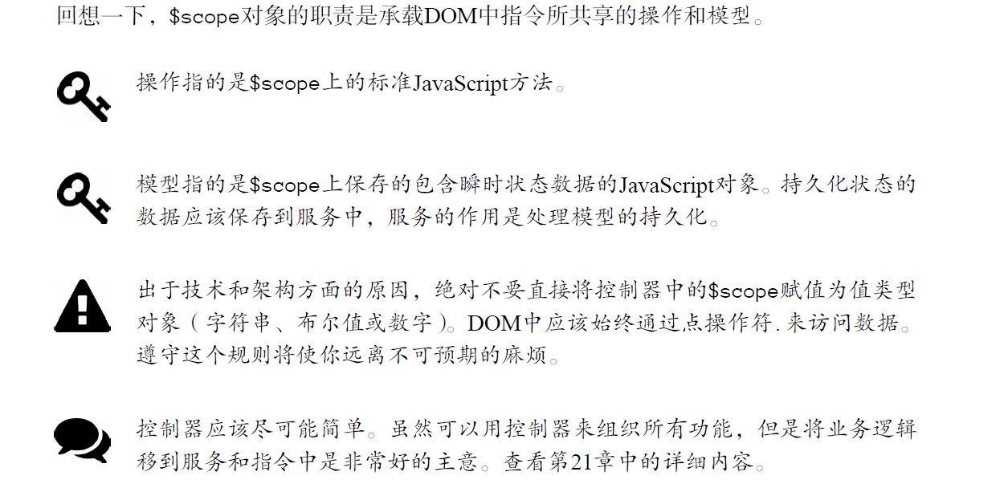 回想一下，$scope对象的职责是承载DOM中指令所共享的操作和模型。
操作指的是$scope上的标准JavaScript方法。
模型指的是$scope上保存的包含瞬时状态数据的JavaScript对象。持久化状态的
数据应该保存到服务中，服务的作用是处理模型的持久化。
出于技术和架构方面的原因，绝对不要直接将控制器中的$scope赋值为值类型
对象（字符串、布尔值或数字）。DOM中应该始终通过点操作符.来访问数据。
遵守这个规则将使你远离不可预期的麻烦。
控制器应该尽可能简单。虽然可以用控制器来组织所有功能，但是将业务逻辑
移到服务和指令中是非常好的主意。查看第21章中的详细内容。